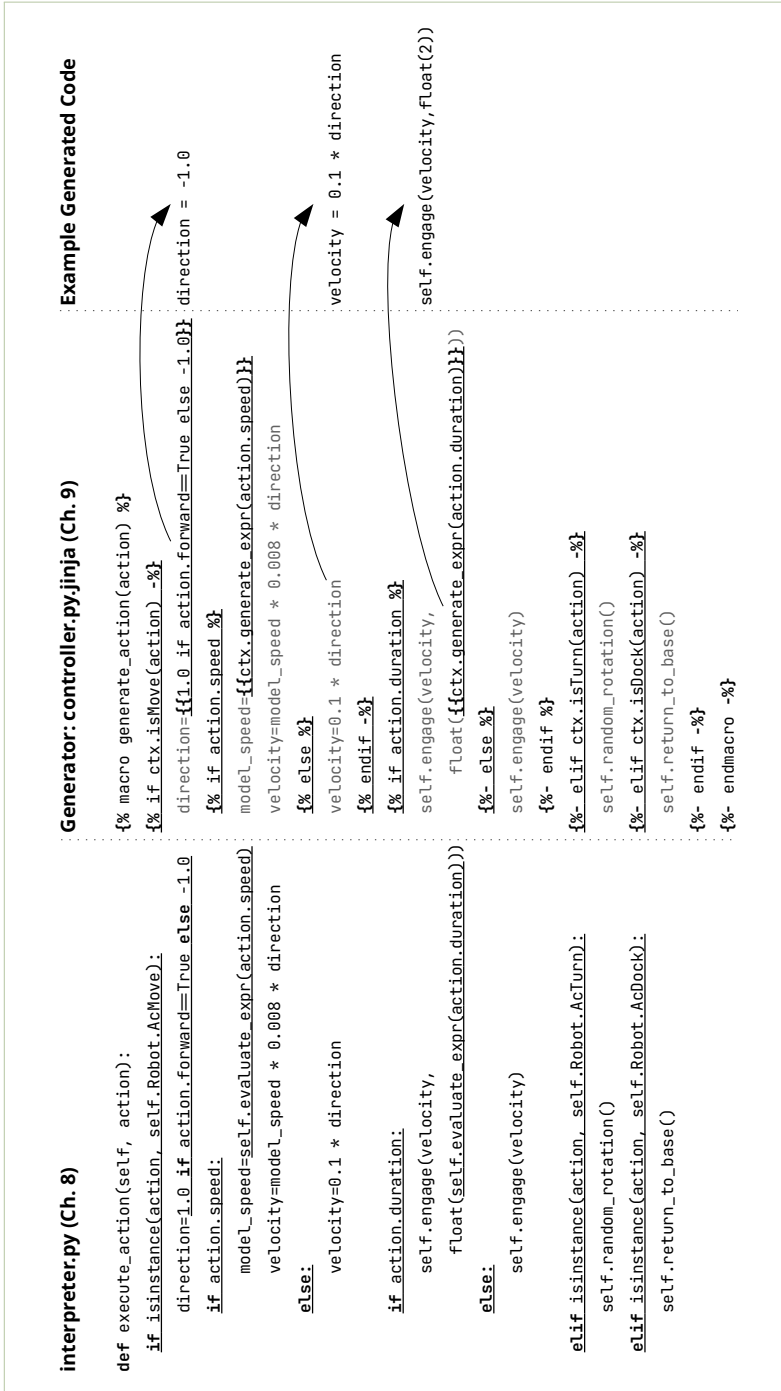 interpreter.py (Ch. 8)
def execute_action(self, action):
if isinstance(action, self.Robot.AcMove):
direction=1.0 if action.forward==True else -1.0
if action.speed:
model_speed=self.evaluate_expr(action.speed)
velocity=model_speed * 0.008 * direction
else:
velocity=0.1 * direction
if action.duration:
self.engage(velocity,
float(self.evaluate_expr(action.duration)))
else:
self.engage(velocity)
elif isinstance(action, self.Robot.AcTurn):
self.random_rotation()
elif isinstance(action, self.Robot.AcDock):
self.return_to_base()
Generator: controller.py.jinja (Ch. 9)
{% macro generate_action(action) %}
{% if ctx.isMove(action) -%}
direction={{1.0 if action.forward==True else -1.0}}
{% if action.speed %}
model_speed={{ctx.generate_expr(action.speed)}}
velocity=model_speed * 0.008 * direction
{% else %}
velocity=0.1 * direction
{% endif -%}
{% if action.duration %}
self.engage(velocity,
float({{ctx.generate_expr(action.duration)}}))
{%- else %}
self.engage(velocity)
{%- endif %}
{%- elif ctx.isTurn(action) -%}
self.random_rotation()
{%- elif ctx.isDock(action) -%}
self.return_to_base()
{%- endif -%}
{%- endmacro -%}
Example Generated Code
direction = -1.0
velocity = 0.1 * direction
self.engage(velocity,float(2))